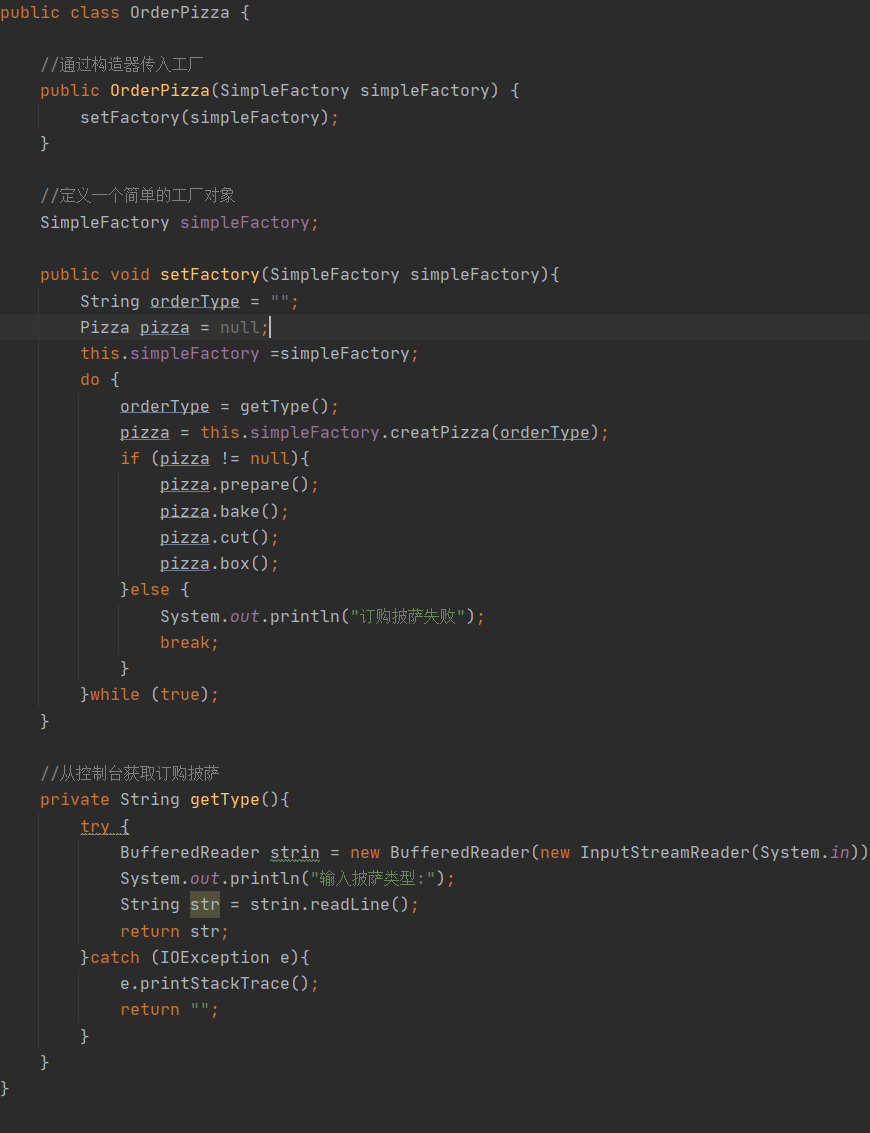 public class OrderPizza {
//通过构造器传入工厂
public OrderPizza(SimpleFactory simpleFactory) {
setFactory(simpleFactory);
}
//定义一个简单的工厂对象
SimpleFactory simpleFactory;
public void setFactory(SimpleFactory simpleFactory){
String orderType = "";
Pizza pizza = null;
this.simpleFactory =simpleFactory;
do {
orderType = getType();
pizza = this.simpleFactory.creatPizza(orderType);
if (pizza != null){
pizza.prepare();
pizza.bake();
pizza.cut();
pizza.box();
}else {
System.out.println("订购披萨失败");
break;
}
}while (true);
}
//从控制台获取订购披萨
private String getType(){
try {
BufferedReader strin = new BufferedReader(new InputStreamReader(System.in))
System.out.println("输入披萨类型:");
String str = strin.readLine();
return str;
}catch (IOException e){
e.printStackTrace();
return "";
}
}
}